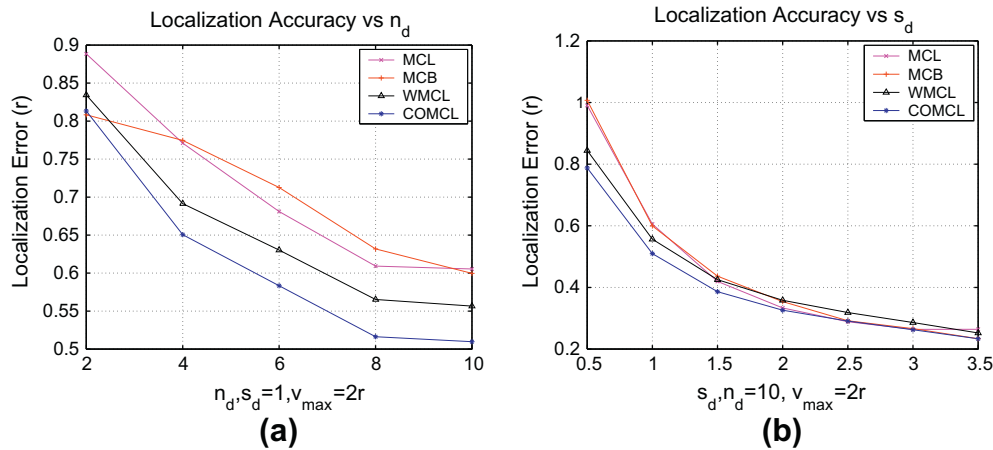 Localization Accuracy vs n_d
Localization Error (r)
0.9
0.85
0.8
0.75
0.7
0.65
0.6
0.55
0.5
MCL
MCB
WMCL
COMCL
2 4 6 8 10
n_d,s_d=1,v_max=2r
(a)
Localization Accuracy vs s_d
Localization Error (r)
1.2
1
0.8
0.6
0.4
0.2
MCL
MCB
WMCL
COMCL
0.5 1 1.5 2 2.5 3 3.5
s_d,n_d=10, v_max=2r
(b)